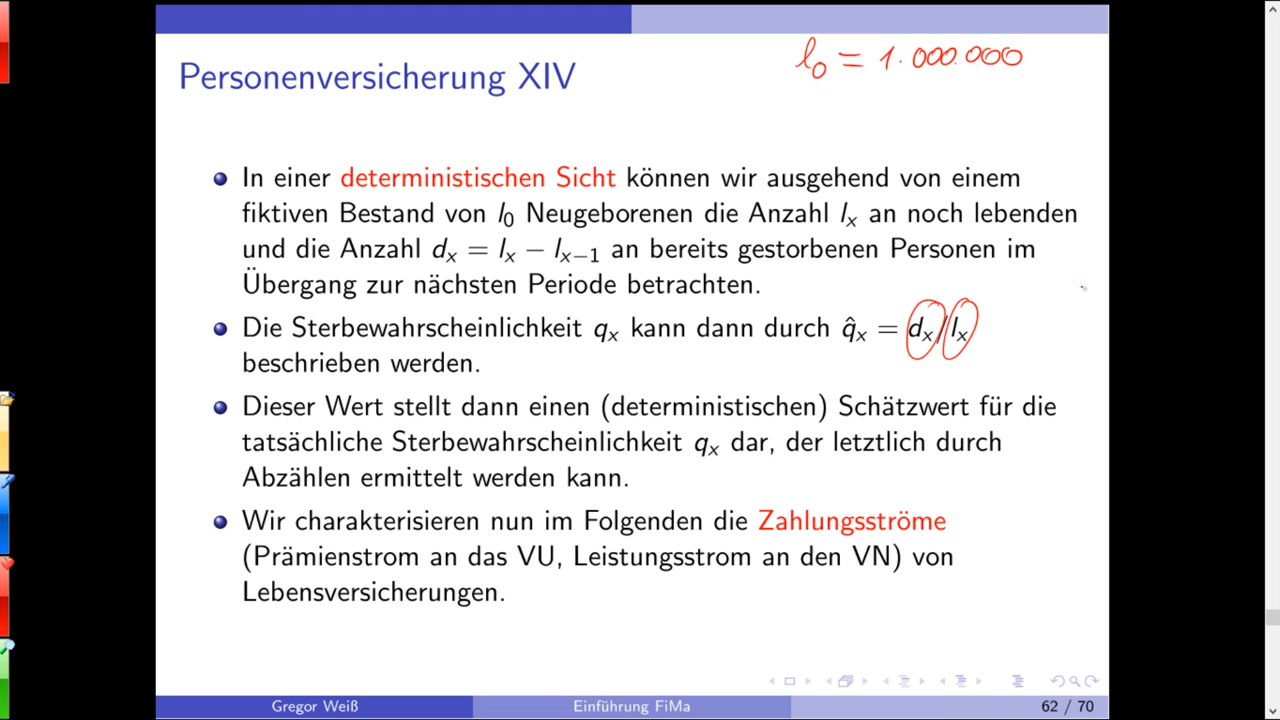 l₀ = 1.000.000
Personenversicherung XIV
In einer deterministischen Sicht können wir ausgehend von einem
fiktiven Bestand von l₀ Neugeborenen die Anzahl lₓ an noch lebenden
und die Anzahl dₓ = lₓ − lₓ₋₁ an bereits gestorbenen Personen im
Übergang zur nächsten Periode betrachten.
Die Sterbewahrscheinlichkeit qₓ kann dann durch q̂ₓ = dₓ/lₓ
beschrieben werden.
Dieser Wert stellt dann einen (deterministischen) Schätzwert für die
tatsächliche Sterbewahrscheinlichkeit qₓ dar, der letztlich durch
Abzählen ermittelt werden kann.
Wir charakterisieren nun im Folgenden die Zahlungsströme
(Prämienstrom an das VU, Leistungsstrom an den VN) von
Lebensversicherungen.
Gregor Weiß Einführung FiMa 62 / 70